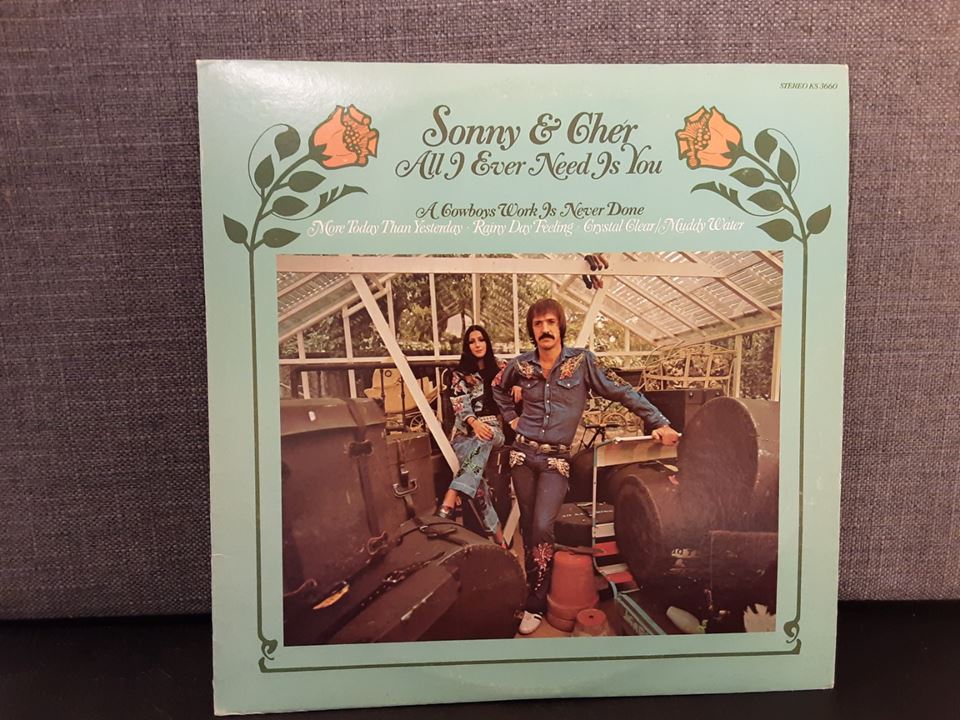 STEREO KS 3660
Sonny & Chér
All I Ever Need Is You
A Cowboys Work Is Never Done
More Today Than Yesterday · Rainy Day Feeling · Crystal Clear/Muddy Water